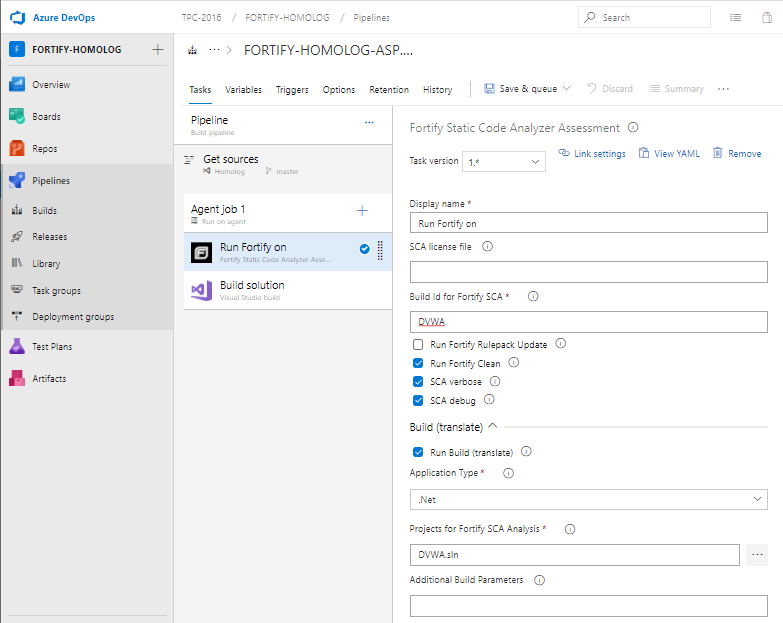 Azure DevOps
TPC-2016 / FORTIFY-HOMOLOG / Pipelines
Search
F FORTIFY-HOMOLOG
FORTIFY-HOMOLOG-ASP....
Overview
Boards
Repos
Pipelines
Builds
Releases
Library
Task groups
Deployment groups
Test Plans
Artifacts
Tasks Variables Triggers Options Retention History
Save & queue Discard Summary ...
Pipeline
Build pipeline
Get sources
Homolog master
Agent job 1
Run on agent
Run Fortify on
Fortify Static Code Analyzer Asse...
Build solution
Visual Studio build
Fortify Static Code Analyzer Assessment
Task version 1.*
Link settings View YAML Remove
Display name *
Run Fortify on
SCA license file
Build Id for Fortify SCA *
DVWA
Run Fortify Rulepack Update
Run Fortify Clean
SCA verbose
SCA debug
Build (translate)
Run Build (translate)
Application Type *
.Net
Projects for Fortify SCA Analysis *
DVWA.sln
Additional Build Parameters